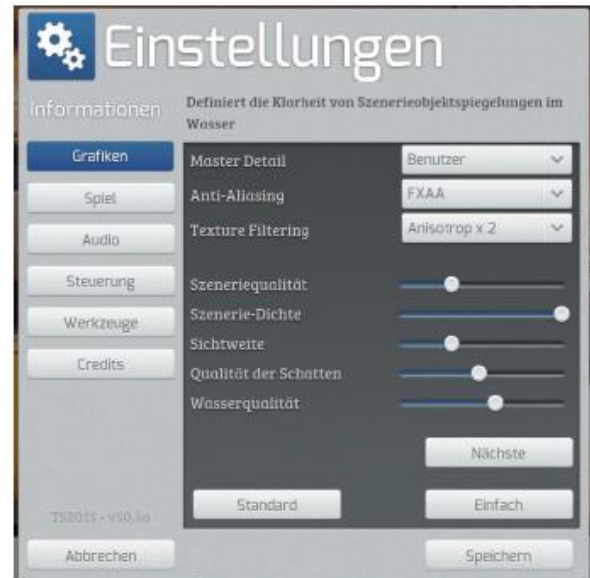 Einstellungen
Informationen
Definiert die Klarheit von Szenerieobjektspiegelungen im
Wasser
Grafiken
Spiel
Audio
Steuerung
Werkzeuge
Credits
Master Detail
Benutzer
Anti-Aliasing
FXAA
Texture Filtering
Anisotrop x 2
Szeneriequalität
Szenerie-Dichte
Sichtweite
Qualität der Schatten
Wasserqualität
Nächste
Standard
Einfach
Abbrechen
Speichern